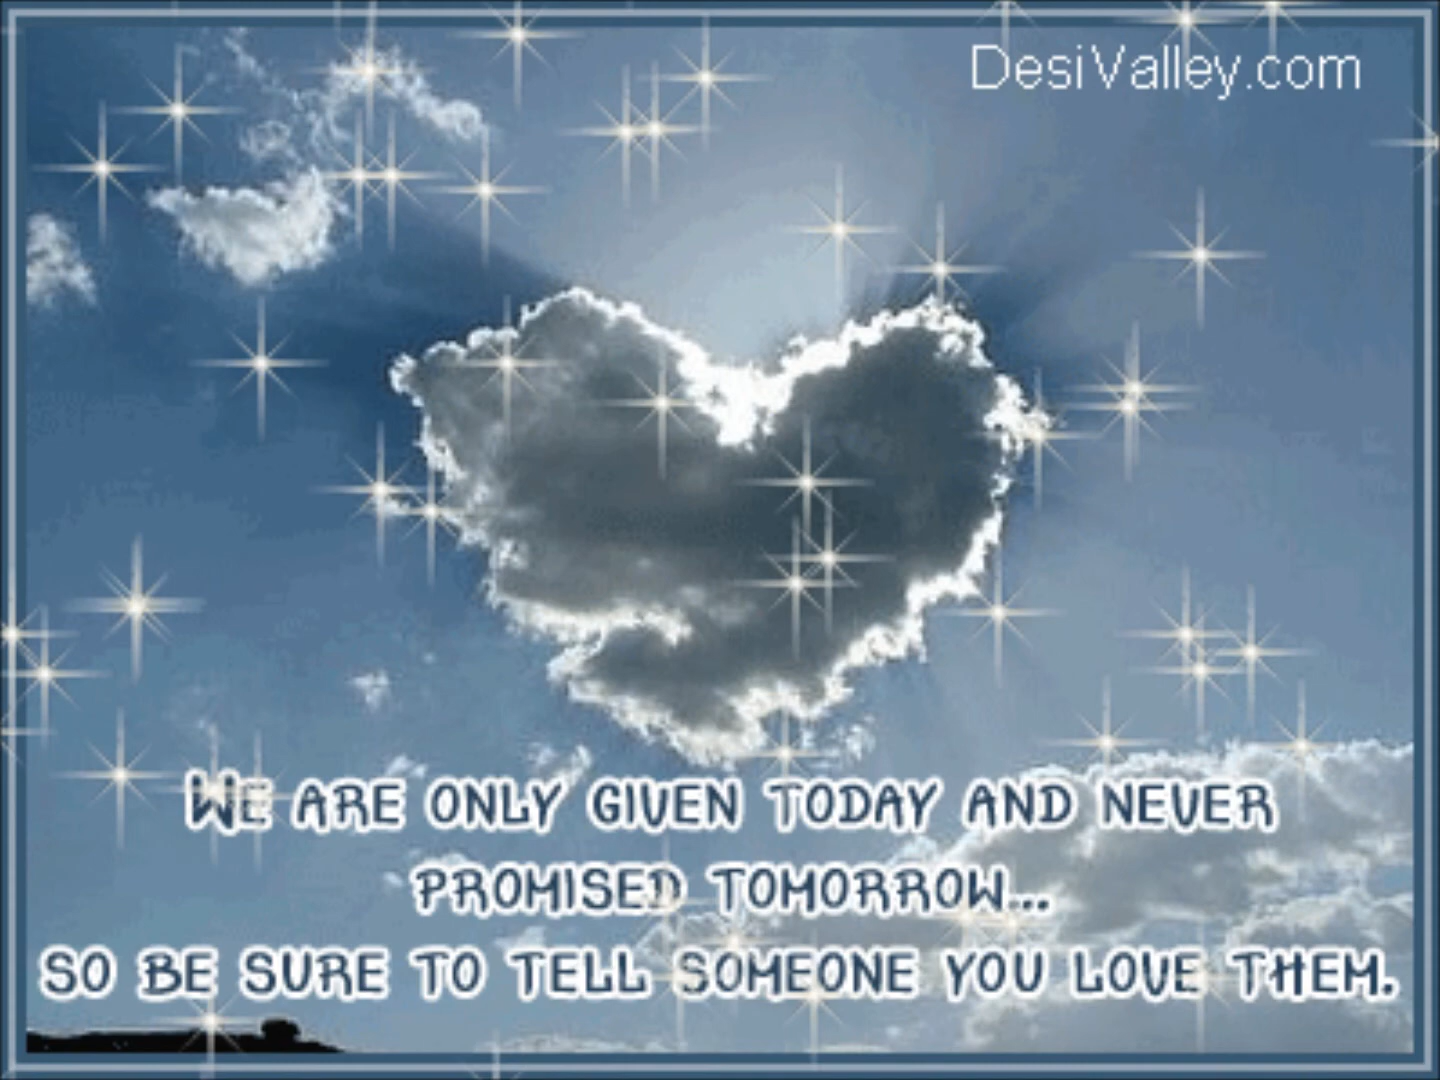 DesiValley.com
WE ARE ONLY GIVEN TODAY AND NEVER
PROMISED TOMORROW...
SO BE SURE TO TELL SOMEONE YOU LOVE THEM.